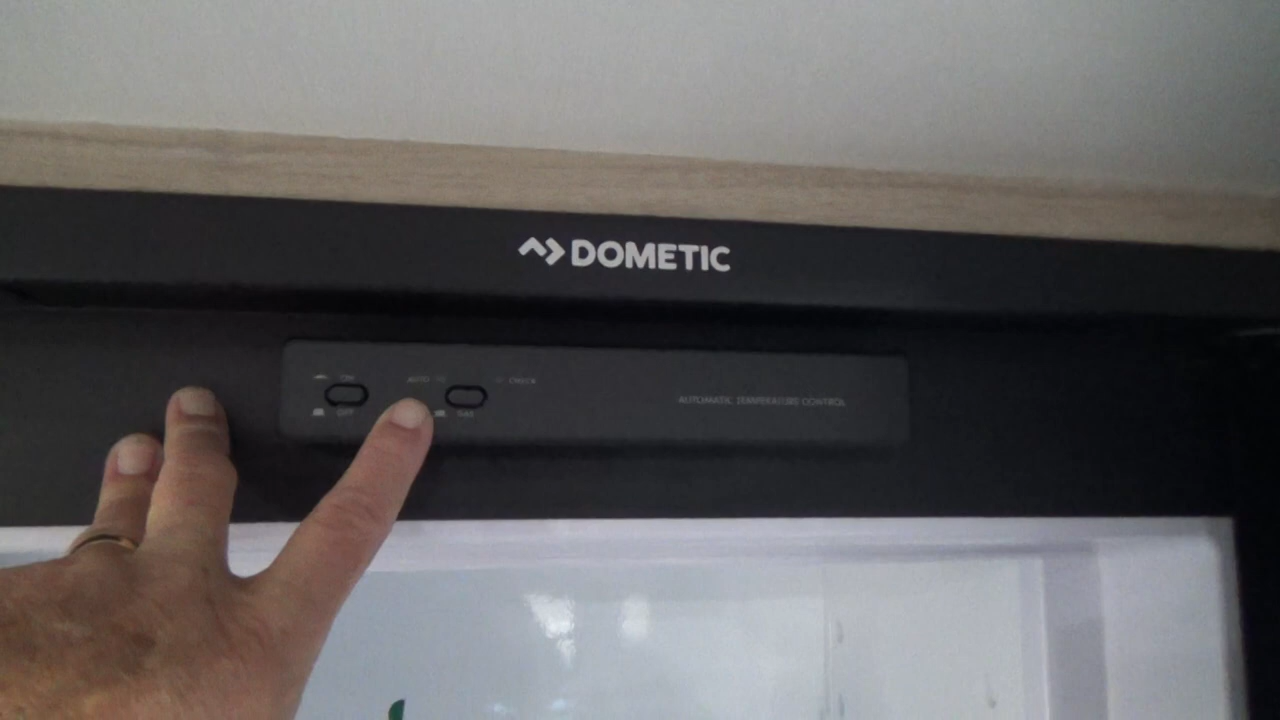 DOMETIC
ON
AUTO
CHECK
OFF
GAS
AUTOMATIC TEMPERATURE CONTROL